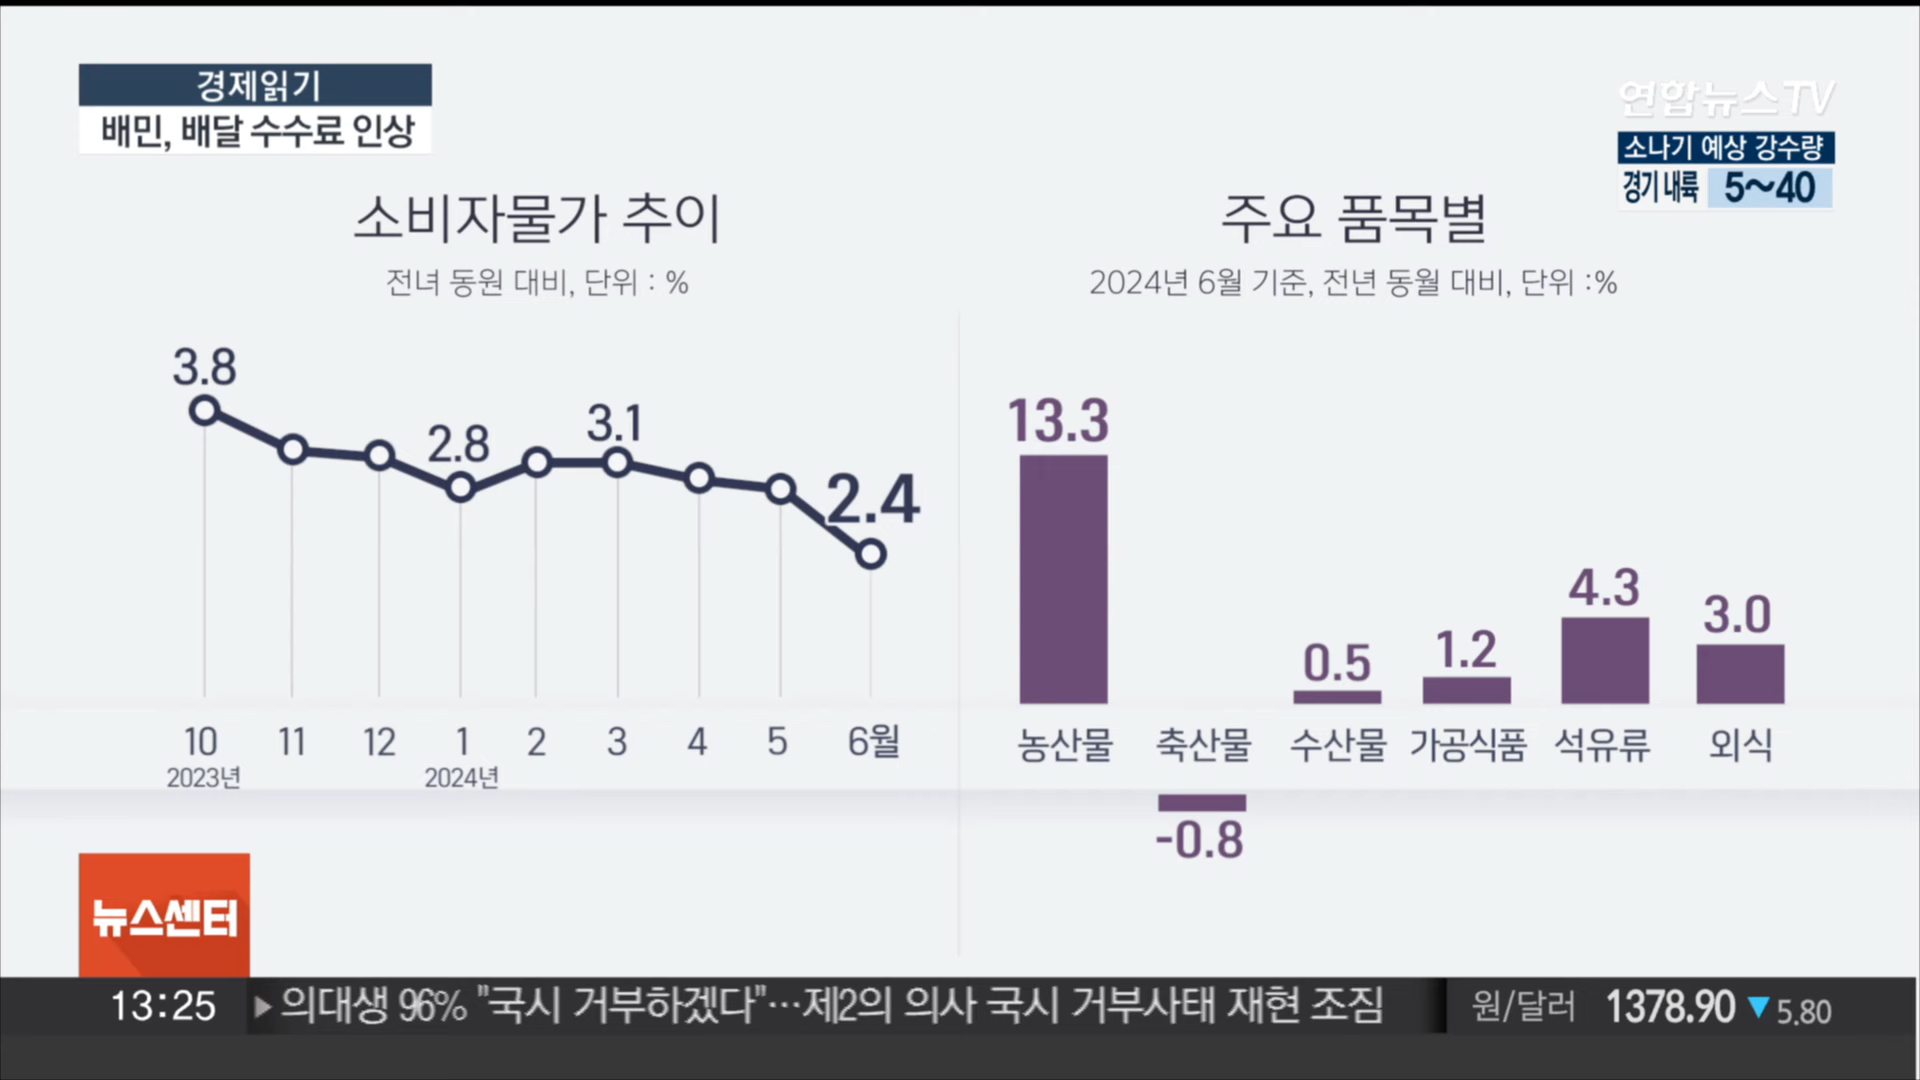 경제읽기
배민, 배달 수수료 인상
연합뉴스TV
소나기 예상 강수량
경기 내륙 5~40
소비자물가 추이
전녀 동원 대비, 단위 : %
3.8
2.8
3.1
2.4
10 11 12 1 2 3 4 5 6월
2023년 2024년
주요 품목별
2024년 6월 기준, 전년 동월 대비, 단위 :%
13.3
0.5
1.2
4.3
3.0
농산물 축산물 수산물 가공식품 석유류 외식
-0.8
뉴스센터
13:25 ▶의대생 96% "국시 거부하겠다"…제2의 의사 국시 거부사태 재현 조짐 원/달러 1378.90 ▼ 5.80